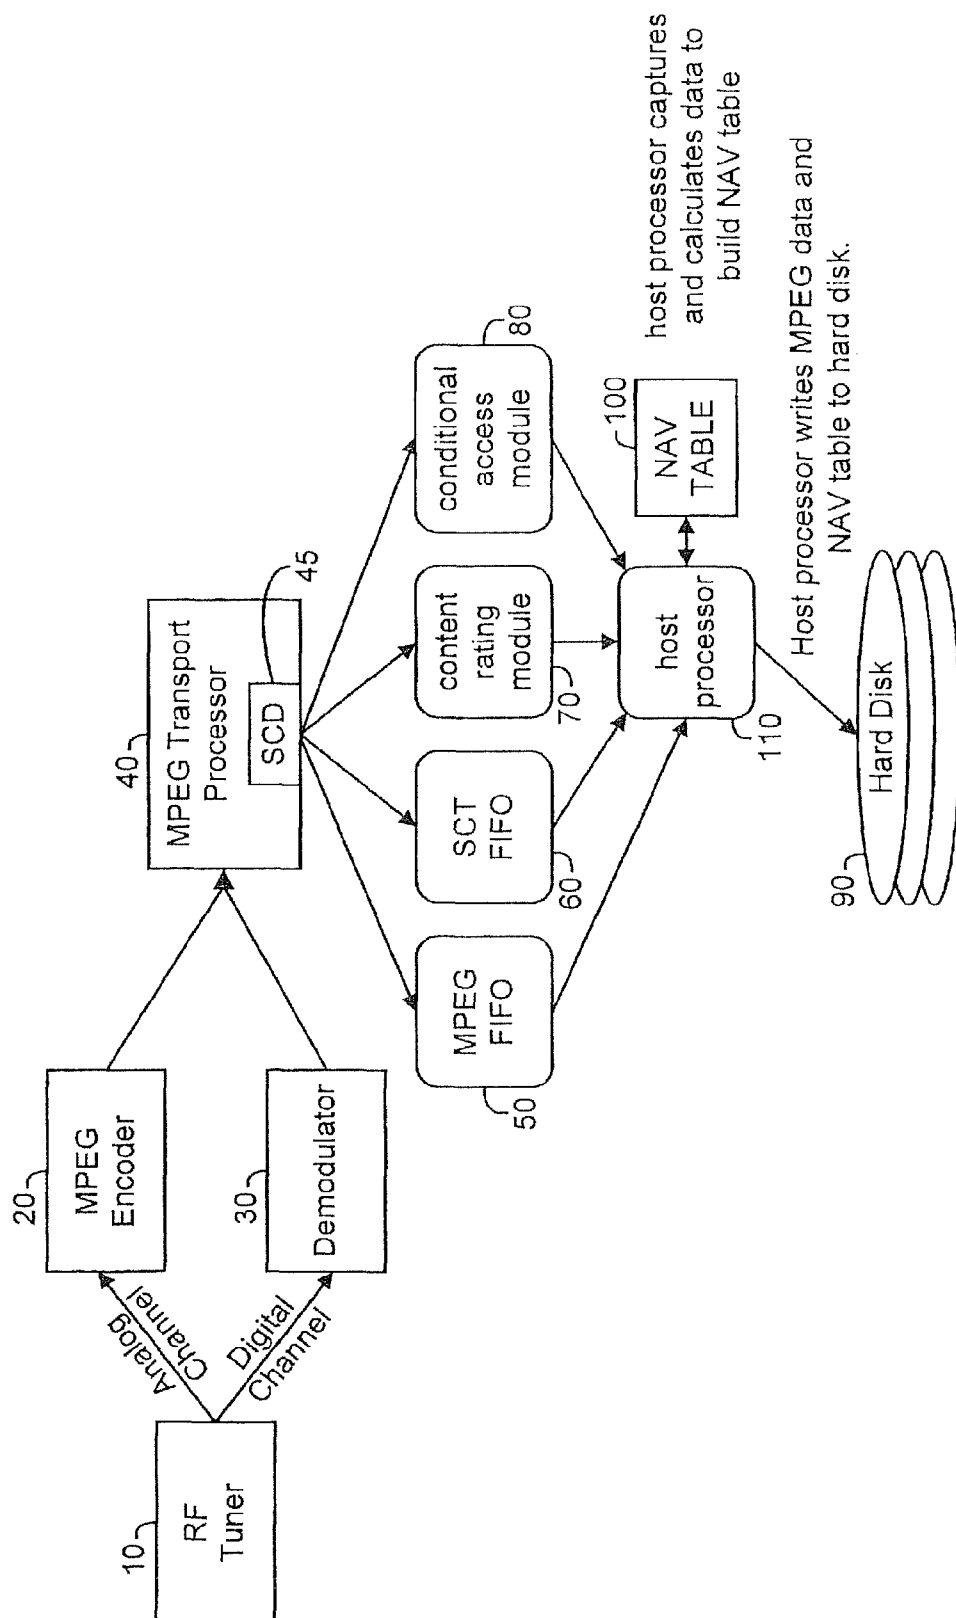 10
RF
Tuner
Analog
Channel
Digital
Channel
20
MPEG
Encoder
30
Demodulator
40
MPEG Transport
Processor
SCD
45
MPEG
FIFO
50
SCT
FIFO
60
content
rating
module
70
conditional
access
module
80
host
processor
110
NAV
TABLE
100
host processor captures
and calculates data to
build NAV table
Host processor writes MPEG data and
NAV table to hard disk.
Hard Disk
90